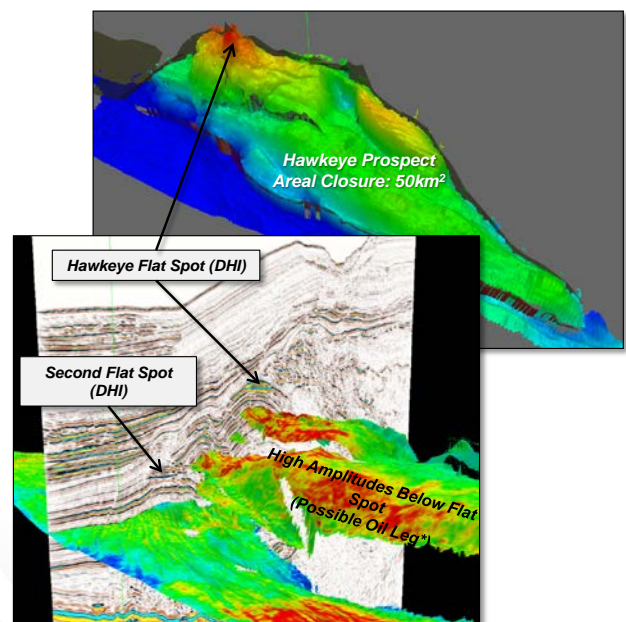 Hawkeye Prospect
Areal Closure: 50km²
Hawkeye Flat Spot (DHI)
Second Flat Spot
(DHI)
High Amplitudes Below Flat
Spot
(Possible Oil Leg*)